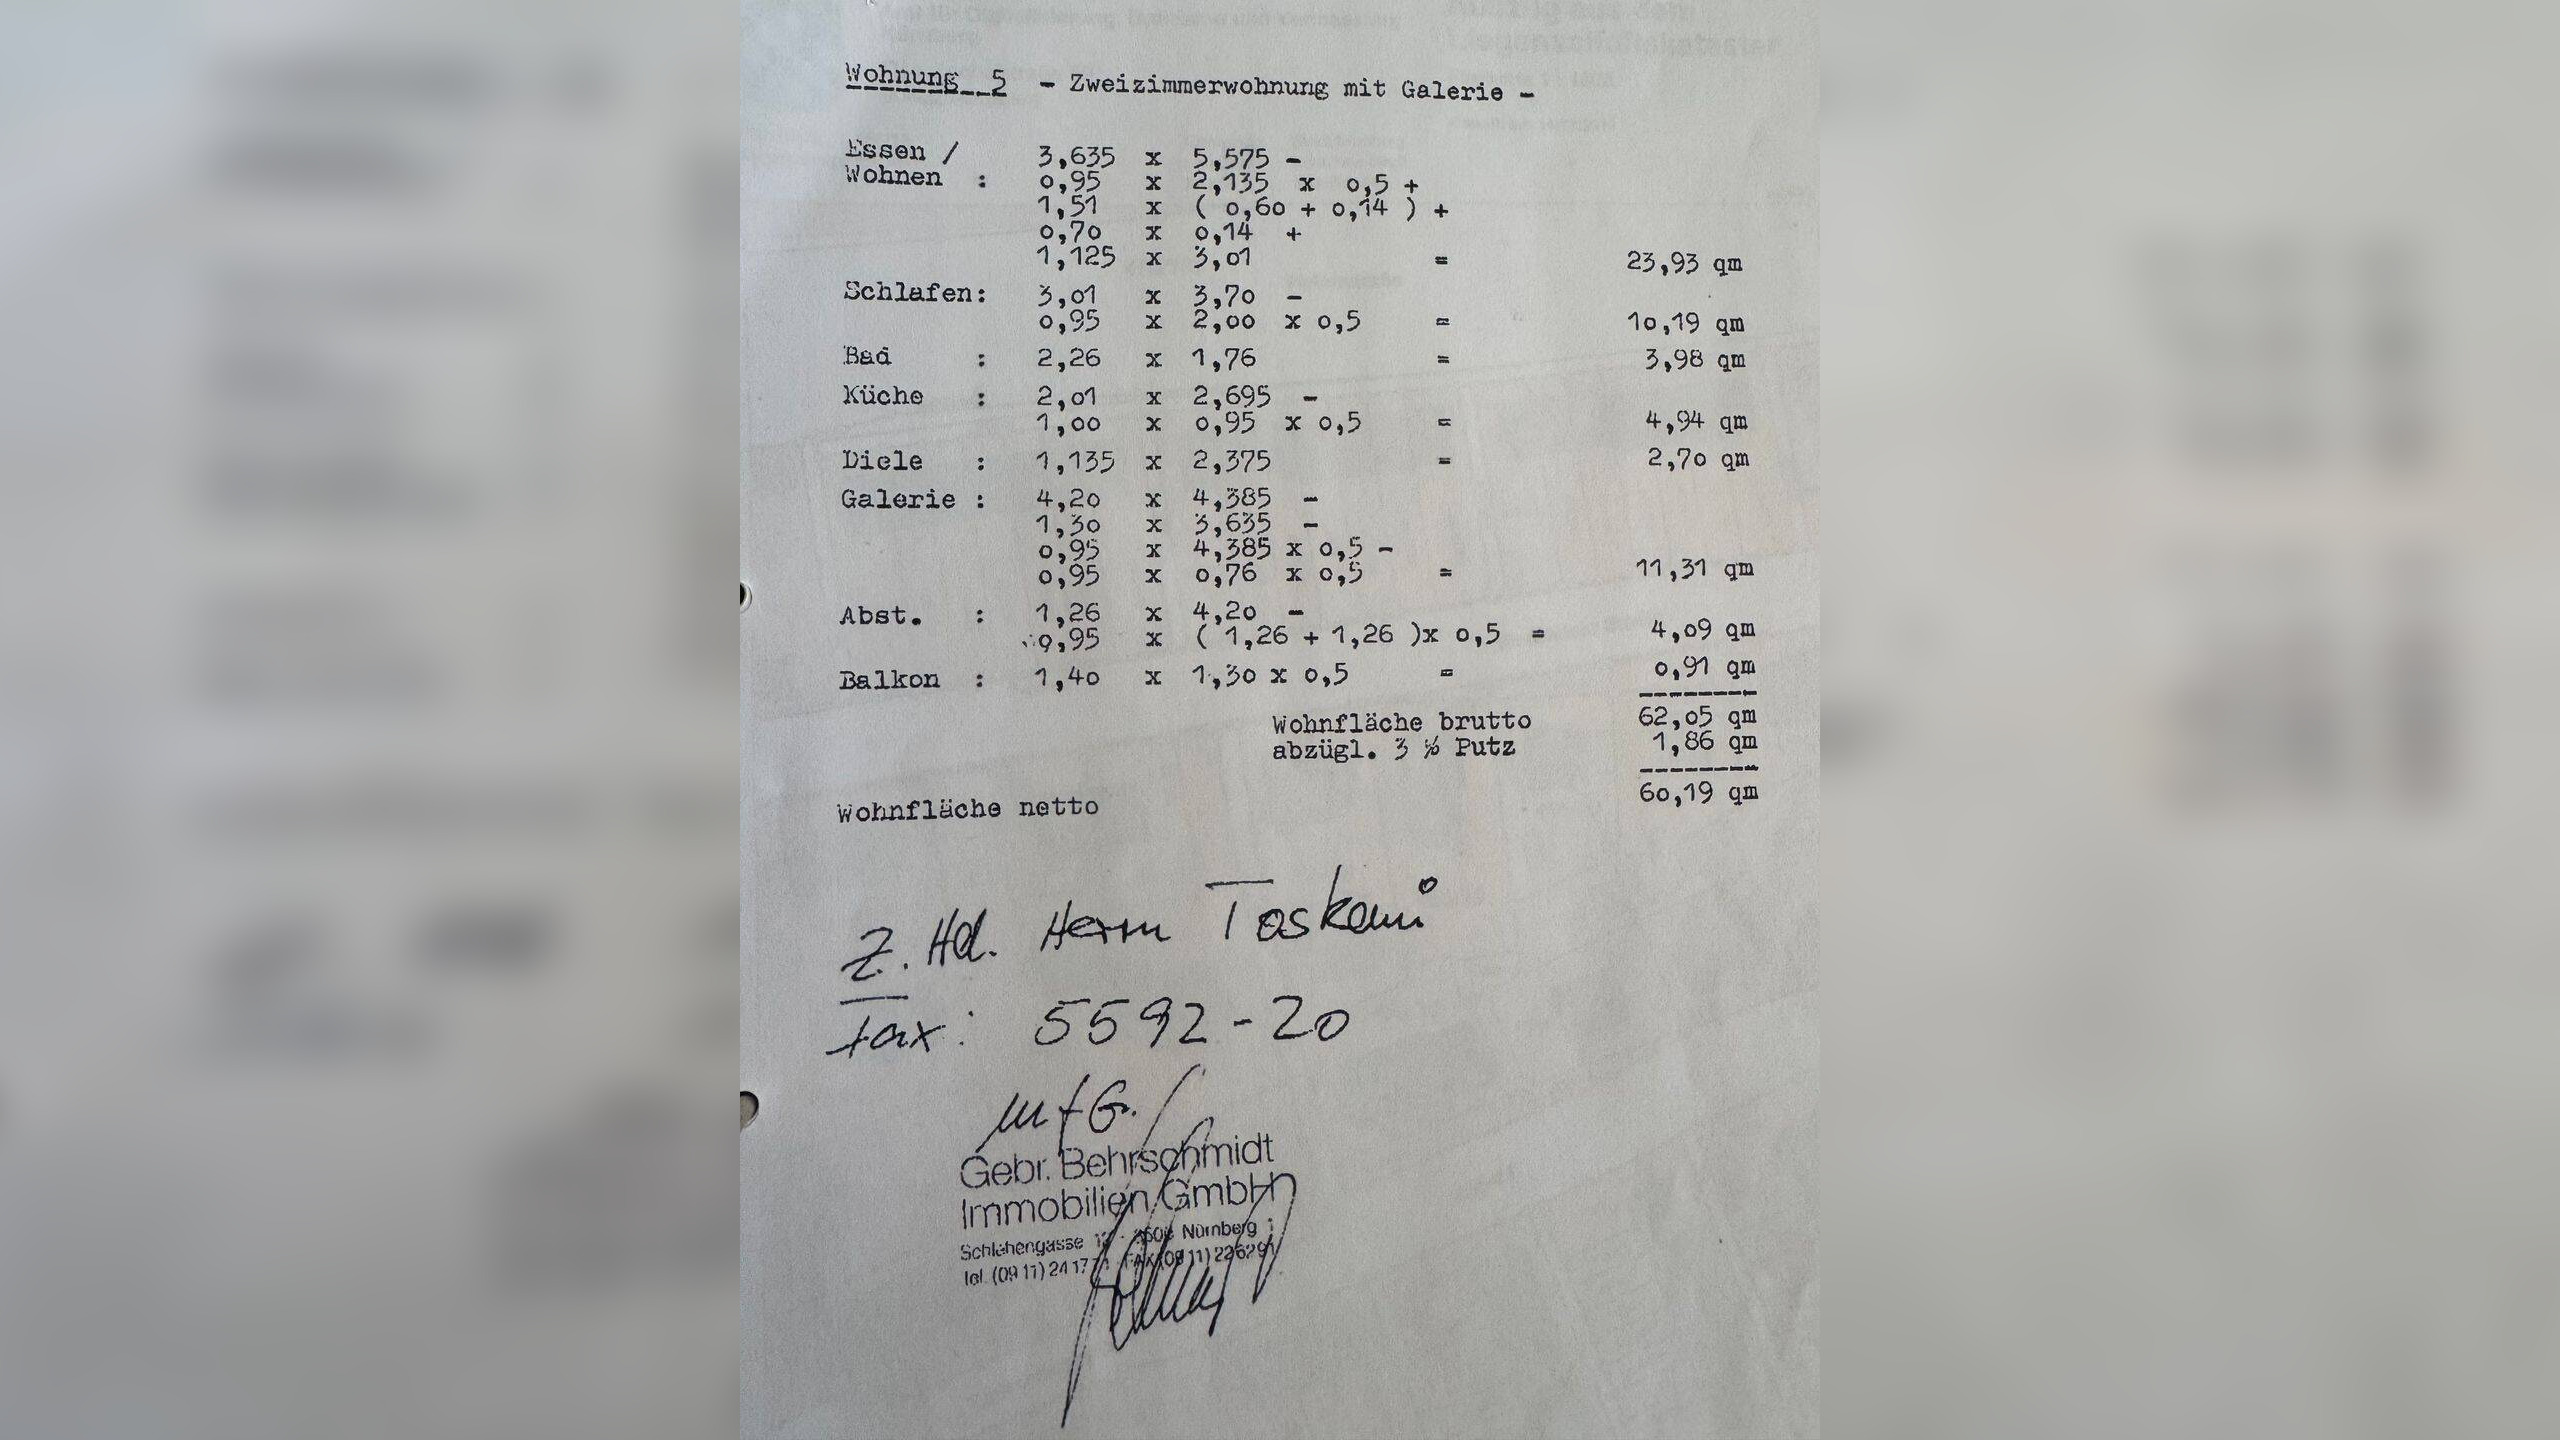 Wohnung 5 - Zweizimmerwohnung mit Galerie -
Essen / 3,635 x 5,575 -
Wohnen : 0,95 x 2,135 x 0,5 +
1,51 x ( 0,60 + 0,14 ) +
0,70 x 0,14 +
1,125 x 3,01 = 23,93 qm
Schlafen: 3,01 x 3,70 -
0,95 x 2,00 x 0,5 = 10,19 qm
Bad : 2,26 x 1,76 = 3,98 qm
Küche : 2,01 x 2,695 -
1,00 x 0,95 x 0,5 = 4,94 qm
Diele : 1,135 x 2,375 = 2,70 qm
Galerie : 4,20 x 4,385 -
1,30 x 3,635 -
0,95 x 4,385 x 0,5 -
0,95 x 0,76 x 0,5 = 11,31 qm
Abst. : 1,26 x 4,20 -
0,95 x ( 1,26 + 1,26 )x 0,5 = 4,09 qm
Balkon : 1,40 x 1,30 x 0,5 = 0,91 qm
Wohnfläche brutto 62,05 qm
abzügl. 3 % Putz 1,86 qm
Wohnfläche netto 60,19 qm
Z. Hd. Herrn Toskani
Fax: 5592-20
MfG.
Gebr. Behrschmidt
Immobilien GmbH
Nürnberg
Tel. (09 11)